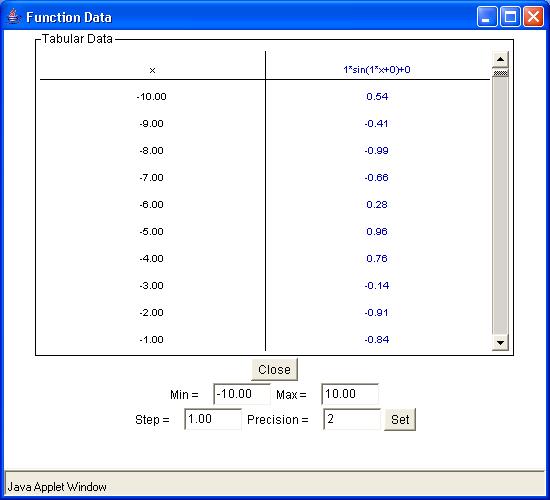 Function Data
Tabular Data
x 1*sin(1*x+0)+0
-10.00 0.54
-9.00 -0.41
-8.00 -0.99
-7.00 -0.66
-6.00 0.28
-5.00 0.96
-4.00 0.76
-3.00 -0.14
-2.00 -0.91
-1.00 -0.84
Close
Min = -10.00 Max = 10.00
Step = 1.00 Precision = 2 Set
Java Applet Window